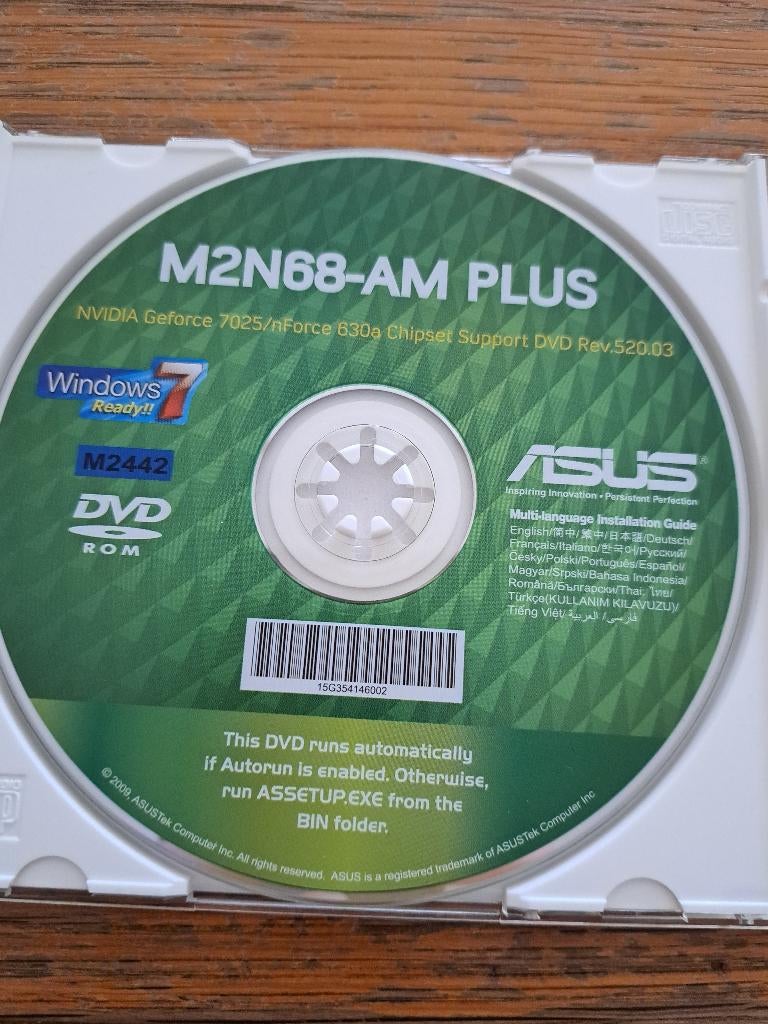 M2N68-AM PLUS
NVIDIA Geforce 7025/nForce 630a Chipset Support DVD Rev.520.03
Windows 7
Ready!!
M2442
DVD
ROM
ASUS®
Inspiring Innovation • Persistent Perfection
Multi-language Installation Guide
English/简中/繁中/日本語/Deutsch/
Français/Italiano/한국어/Русский/
Česky/Polski/Português/Español/
Magyar/Srpski/Bahasa Indonesia/
Română/Български/Thai; ไทย/
Türkçe(KULLANIM KILAVUZU)/
Tiếng Việt/ فارسی/ العربية
15G354146002
This DVD runs automatically
if Autorun is enabled. Otherwise,
run ASSETUP.EXE from the
BIN folder.
© 2009, ASUSTek Computer Inc. All rights reserved. ASUS is a registered trademark of ASUSTek Computer Inc
disc